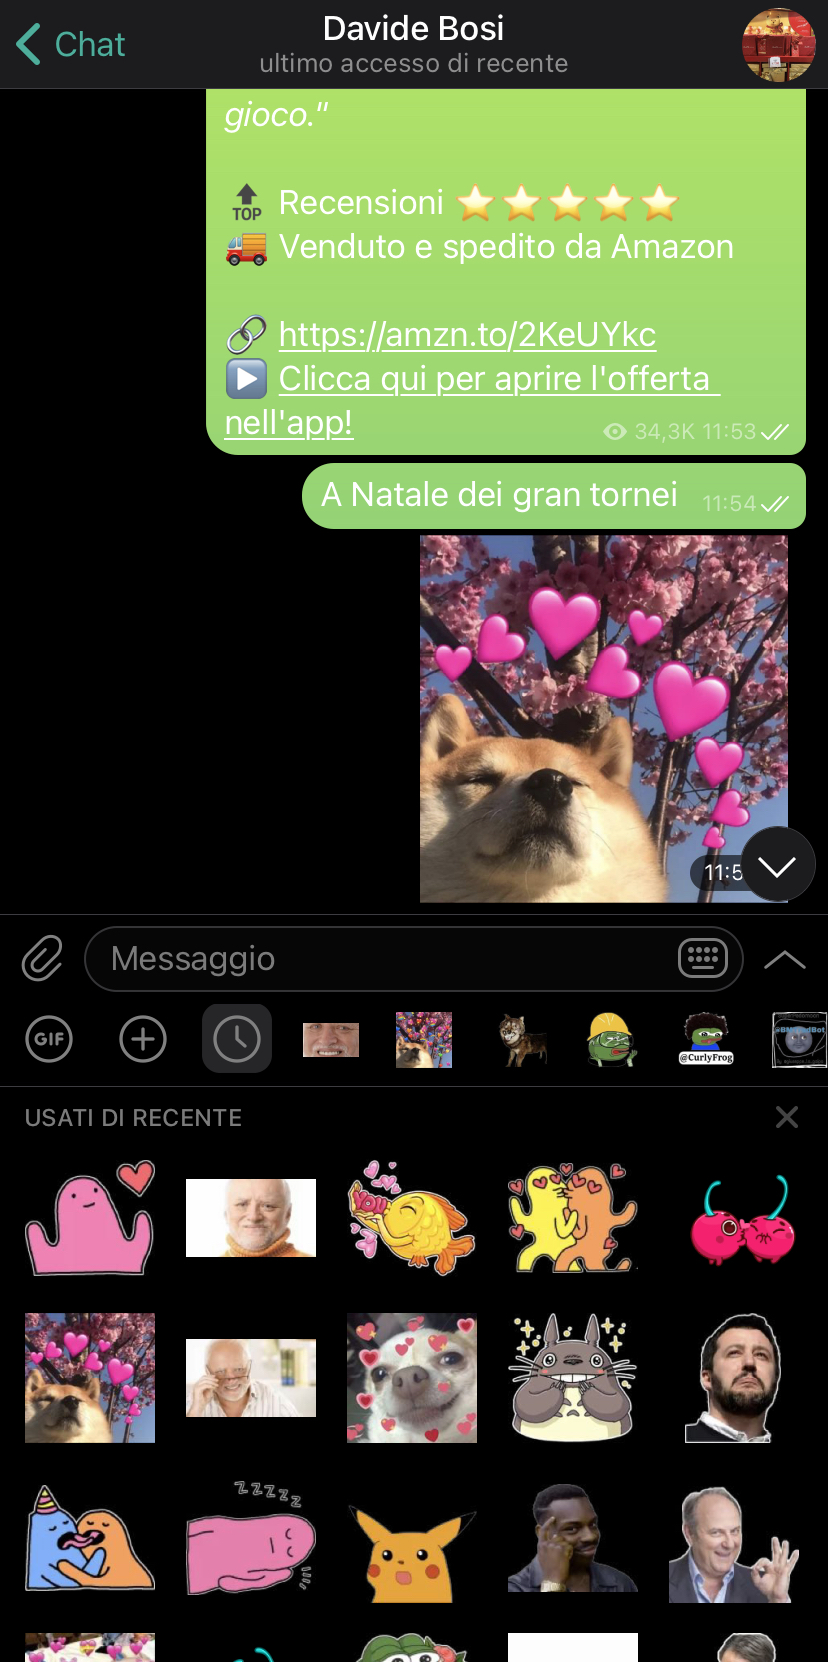 Chat
Davide Bosi
ultimo accesso di recente
gioco."
TOP Recensioni
Venduto e spedito da Amazon
https://amzn.to/2KeUYkc
Clicca qui per aprire l'offerta
nell'app!
34,3K 11:53
A Natale dei gran tornei 11:54
Messaggio
GIF
@CurlyFrog
USATI DI RECENTE
YOU
ZZZZZ